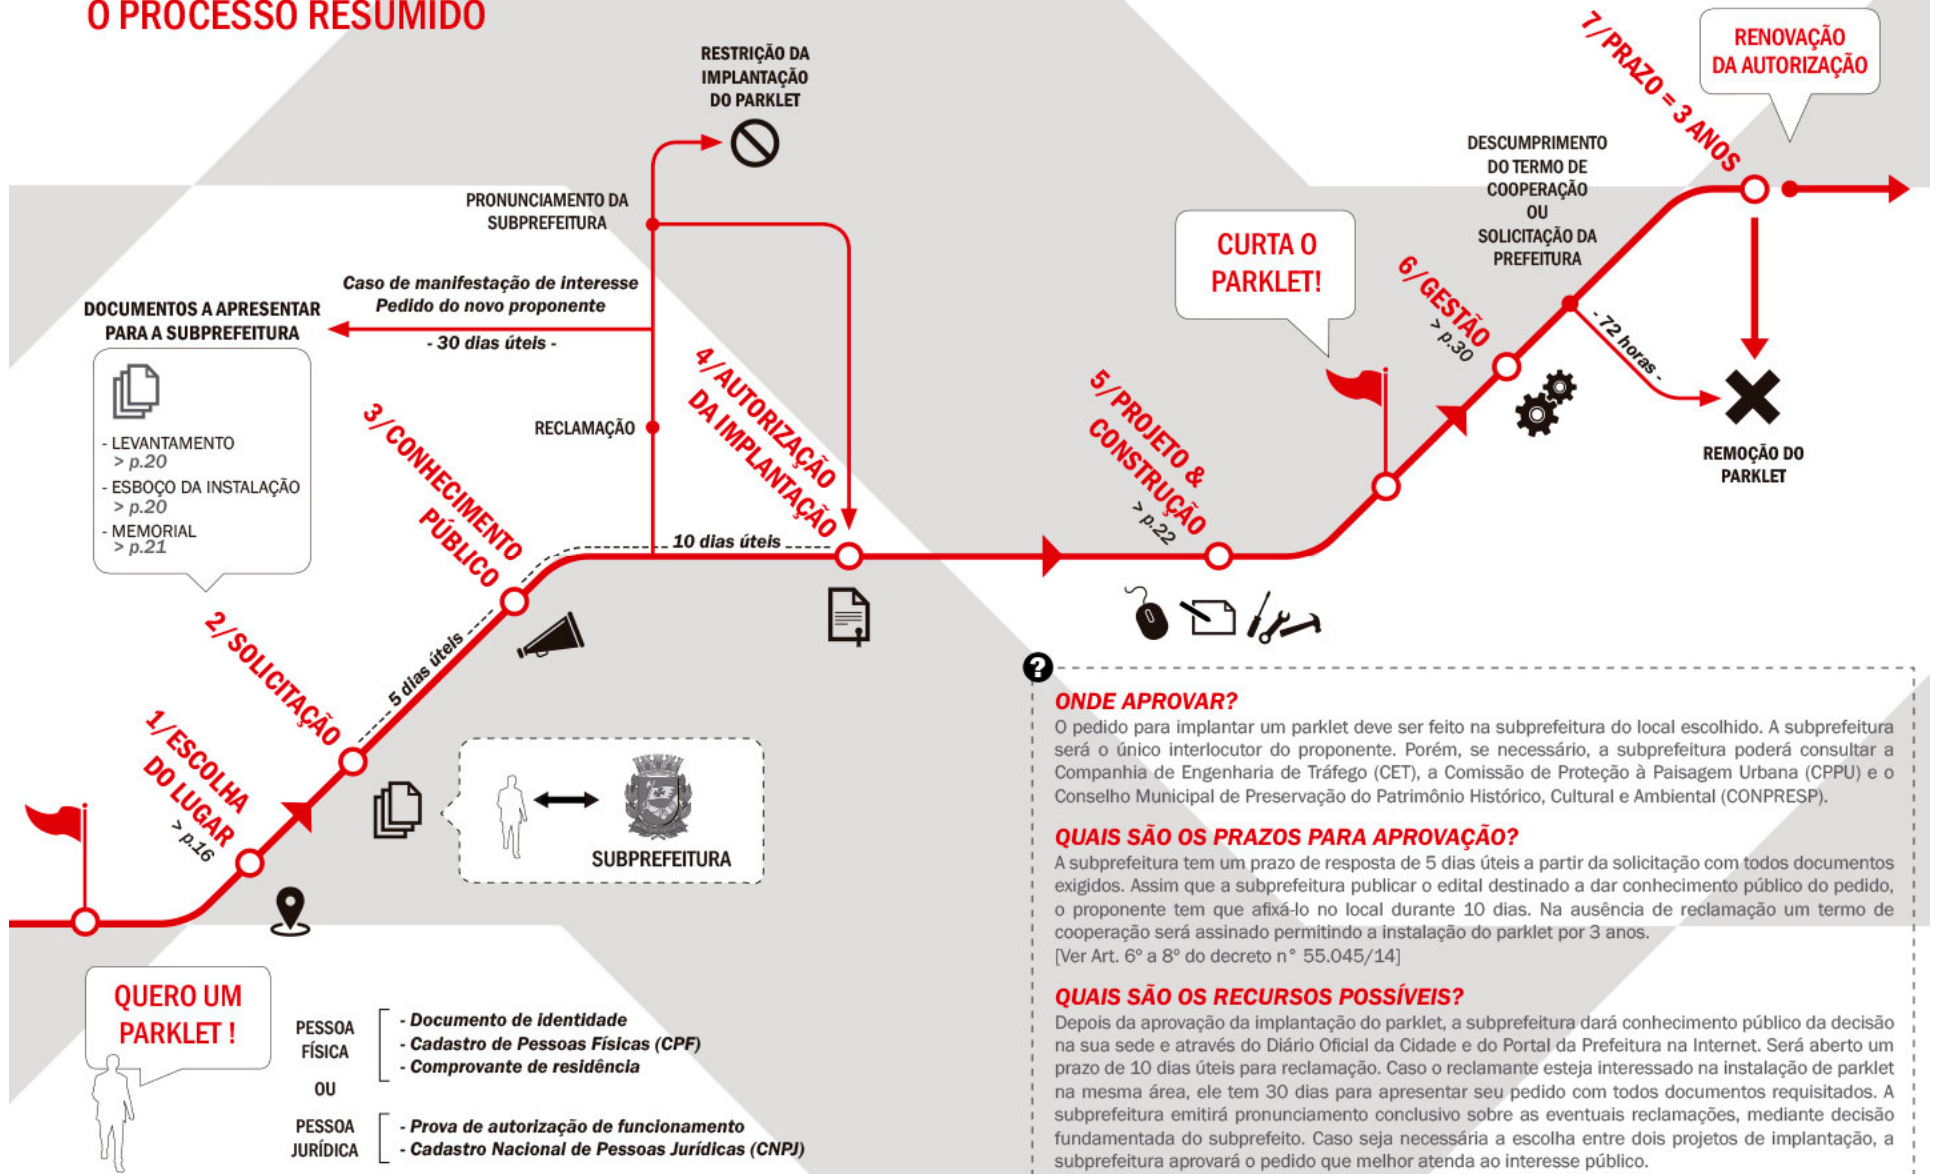 O PROCESSO RESUMIDO
RESTRIÇÃO DA
IMPLANTAÇÃO
DO PARKLET
PRONUNCIAMENTO DA
SUBPREFEITURA
Caso de manifestação de interesse
Pedido do novo proponente
- 30 dias úteis -
DOCUMENTOS A APRESENTAR
PARA A SUBPREFEITURA
- LEVANTAMENTO
> p.20
- ESBOÇO DA INSTALAÇÃO
> p.20
- MEMORIAL
> p.21
RECLAMAÇÃO
1/ESCOLHA
DO LUGAR
> p.16
2/SOLICITAÇÃO
5 dias úteis
3/CONHECIMENTO
PÚBLICO
10 dias úteis
4/AUTORIZAÇÃO
DA IMPLANTAÇÃO
5/PROJETO &
CONSTRUÇÃO
> p.22
CURTA O
PARKLET!
6/GESTÃO
> p.30
DESCUMPRIMENTO
DO TERMO DE
COOPERAÇÃO
OU
SOLICITAÇÃO DA
PREFEITURA
- 72 horas -
7/PRAZO = 3 ANOS
RENOVAÇÃO
DA AUTORIZAÇÃO
REMOÇÃO DO
PARKLET
SUBPREFEITURA
QUERO UM
PARKLET !
PESSOA
FÍSICA
- Documento de identidade
- Cadastro de Pessoas Físicas (CPF)
- Comprovante de residência
OU
PESSOA
JURÍDICA
- Prova de autorização de funcionamento
- Cadastro Nacional de Pessoas Jurídicas (CNPJ)
?
ONDE APROVAR?
O pedido para implantar um parklet deve ser feito na subprefeitura do local escolhido. A subprefeitura
será o único interlocutor do proponente. Porém, se necessário, a subprefeitura poderá consultar a
Companhia de Engenharia de Tráfego (CET), a Comissão de Proteção à Paisagem Urbana (CPPU) e o
Conselho Municipal de Preservação do Patrimônio Histórico, Cultural e Ambiental (CONPRESP).
QUAIS SÃO OS PRAZOS PARA APROVAÇÃO?
A subprefeitura tem um prazo de resposta de 5 dias úteis a partir da solicitação com todos documentos
exigidos. Assim que a subprefeitura publicar o edital destinado a dar conhecimento público do pedido,
o proponente tem que afixá-lo no local durante 10 dias. Na ausência de reclamação um termo de
cooperação será assinado permitindo a instalação do parklet por 3 anos.
[Ver Art. 6º a 8º do decreto n° 55.045/14]
QUAIS SÃO OS RECURSOS POSSÍVEIS?
Depois da aprovação da implantação do parklet, a subprefeitura dará conhecimento público da decisão
na sua sede e através do Diário Oficial da Cidade e do Portal da Prefeitura na Internet. Será aberto um
prazo de 10 dias úteis para reclamação. Caso o reclamante esteja interessado na instalação de parklet
na mesma área, ele tem 30 dias para apresentar seu pedido com todos documentos requisitados. A
subprefeitura emitirá pronunciamento conclusivo sobre as eventuais reclamações, mediante decisão
fundamentada do subprefeito. Caso seja necessária a escolha entre dois projetos de implantação, a
subprefeitura aprovará o pedido que melhor atenda ao interesse público.